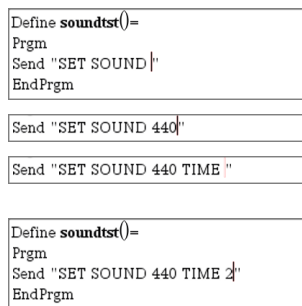 Define soundtst()=
Prgm
Send "SET SOUND "
EndPrgm
Send "SET SOUND 440"
Send "SET SOUND 440 TIME "
Define soundtst()=
Prgm
Send "SET SOUND 440 TIME 2"
EndPrgm